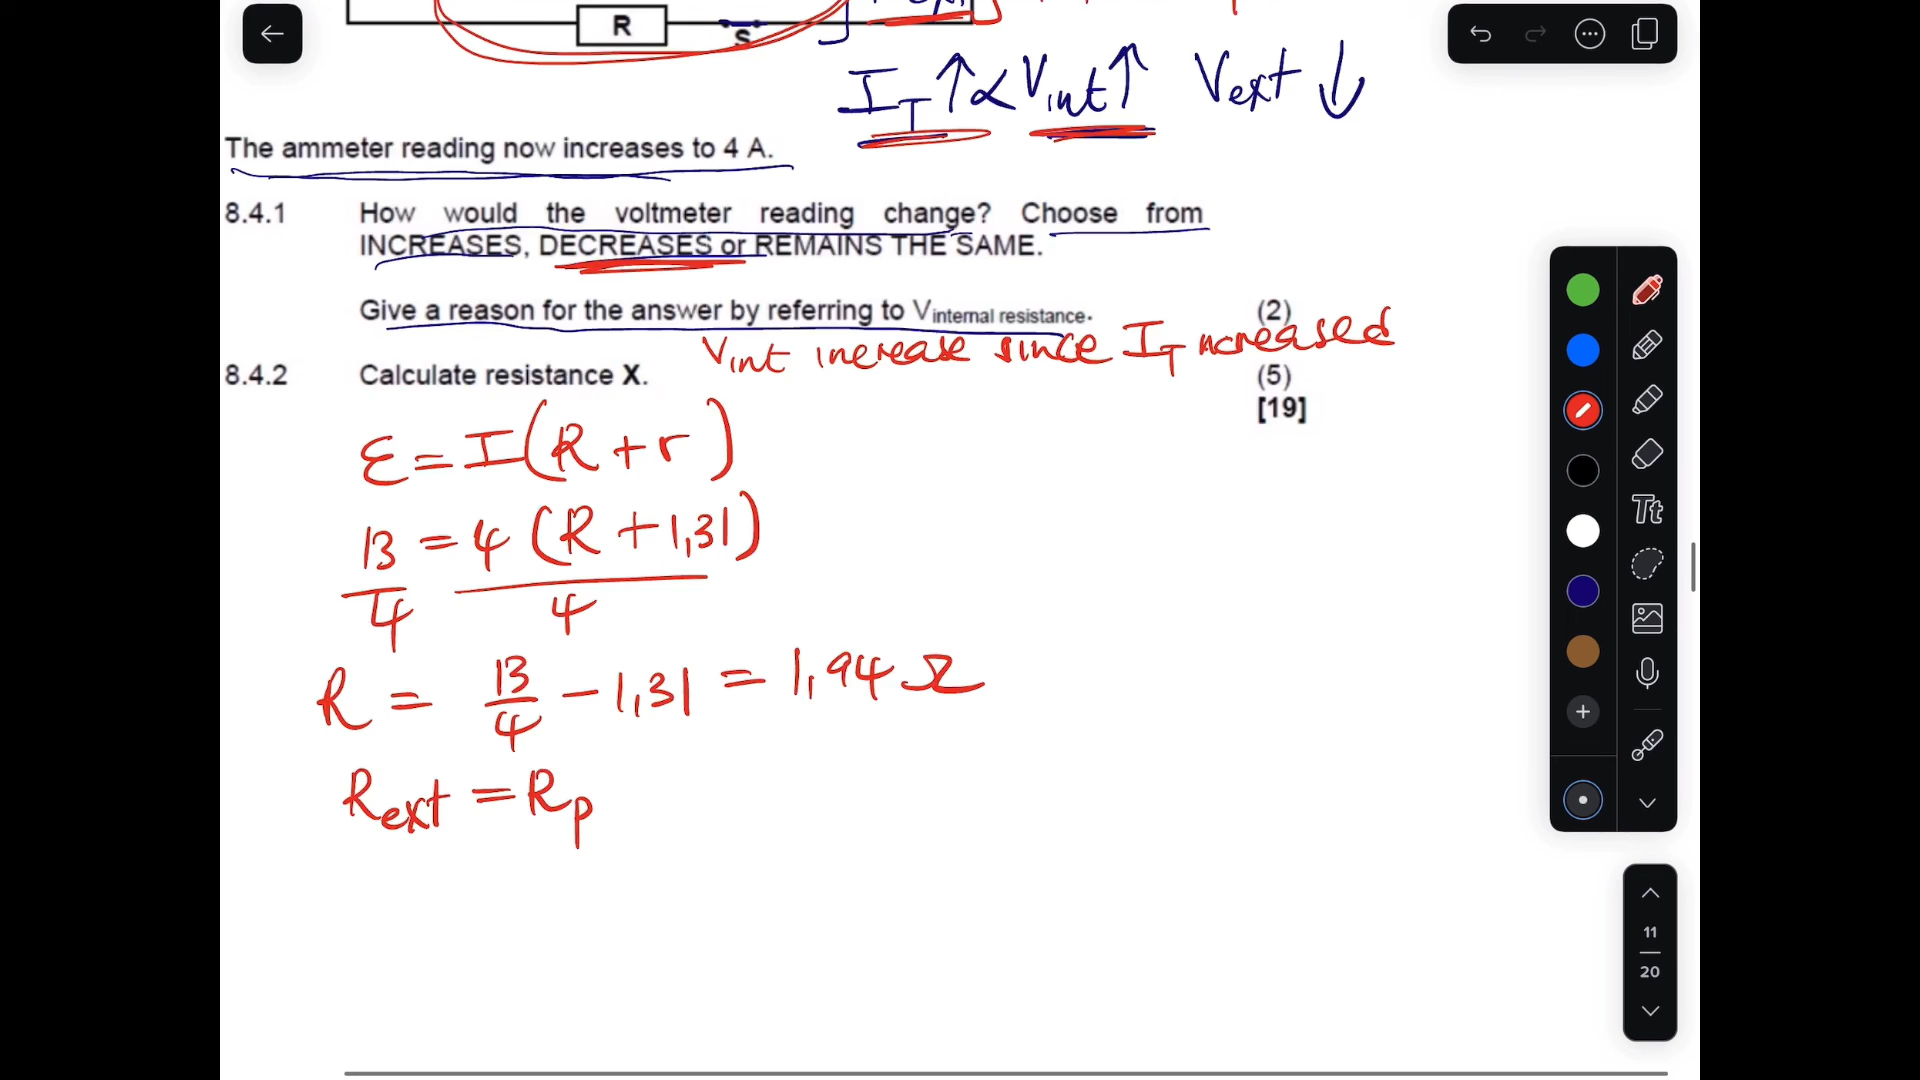 R
S
I_T ↑ ∝ V_int ↑ V_ext ↓
The ammeter reading now increases to 4 A.
8.4.1 How would the voltmeter reading change? Choose from
INCREASES, DECREASES or REMAINS THE SAME.
Give a reason for the answer by referring to V_internal resistance. (2)
V_int increase since I_T ncreased
8.4.2 Calculate resistance X. (5)
[19]
ε = I(R + r)
13 = 4 (R + 1,31)
4 4
R = 13/4 − 1,31 = 1,94 Ω
R_ext = R_p
Tt
11
20